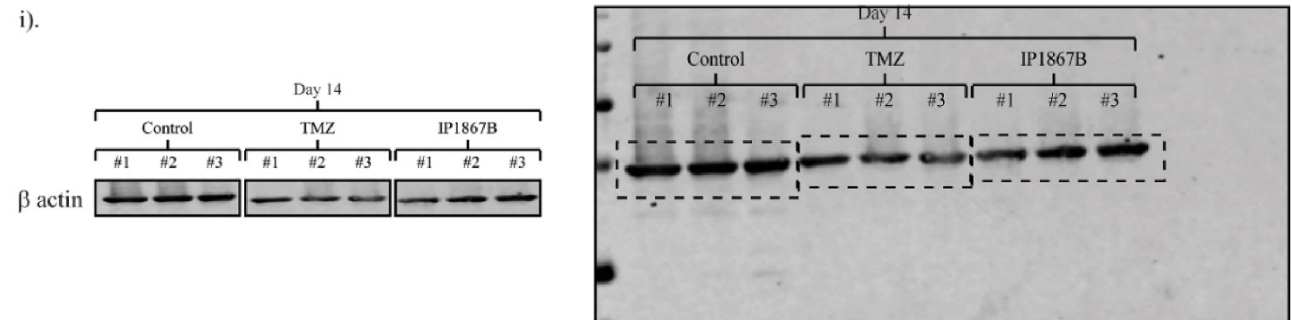 i).
Day 14
Control TMZ IP1867B
#1 #2 #3 #1 #2 #3 #1 #2 #3
β actin
Day 14
Control TMZ IP1867B
#1 #2 #3 #1 #2 #3 #1 #2 #3